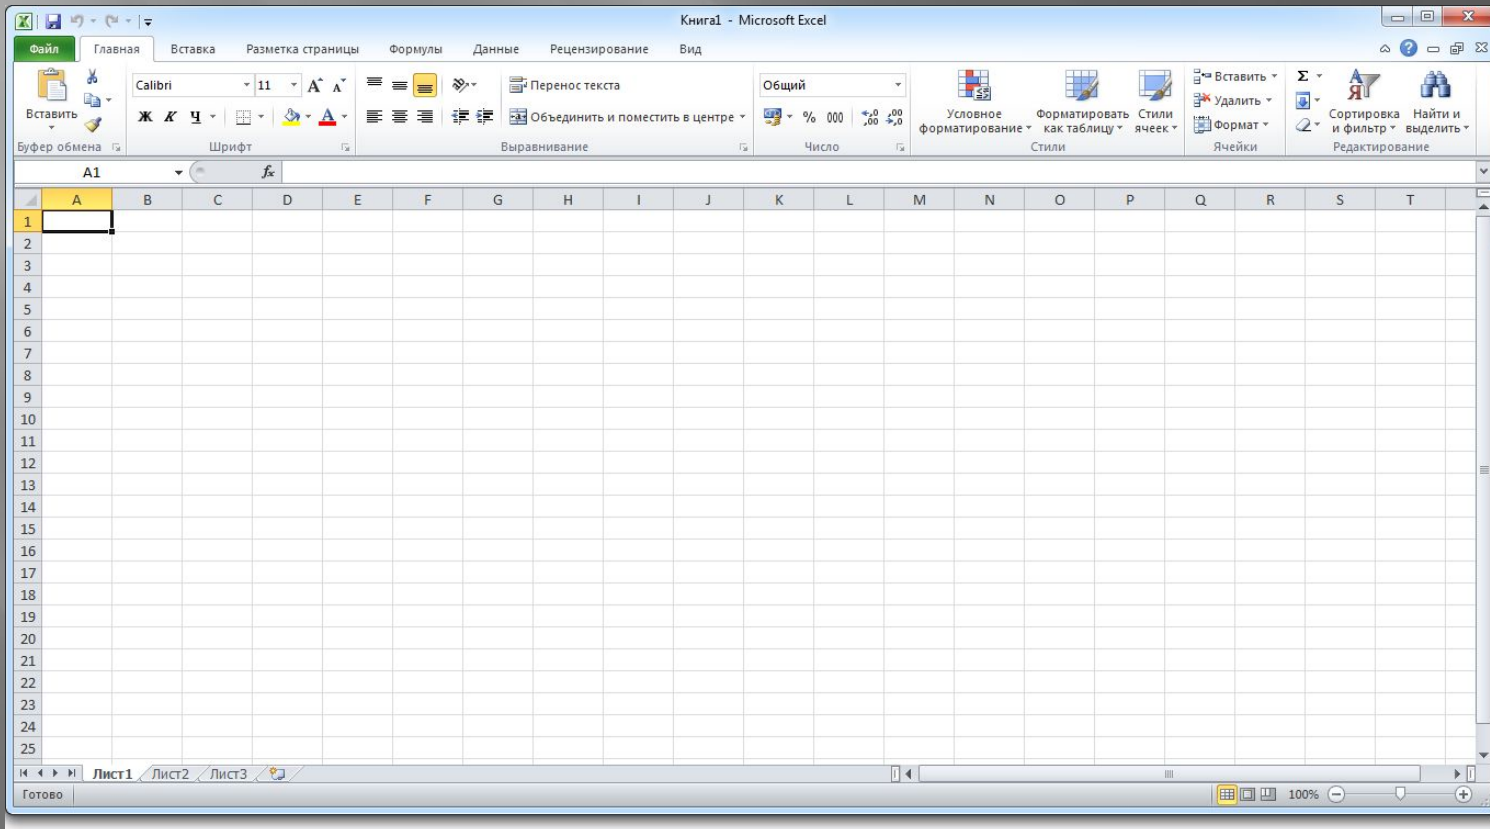 Книга1 - Microsoft Excel
Файл Главная Вставка Разметка страницы Формулы Данные Рецензирование Вид
Вставить
Буфер обмена
Calibri 11
Ж К Ч
Шрифт
Перенос текста
Объединить и поместить в центре
Выравнивание
Общий
% 000 ,00 ,00
Число
Условное форматирование
Форматировать как таблицу
Стили ячеек
Стили
Вставить
Удалить
Формат
Ячейки
Σ
Сортировка и фильтр
Найти и выделить
Редактирование
A1 fx
A B C D E F G H I J K L M N O P Q R S T
1
2
3
4
5
6
7
8
9
10
11
12
13
14
15
16
17
18
19
20
21
22
23
24
25
Лист1 Лист2 Лист3
Готово 100%